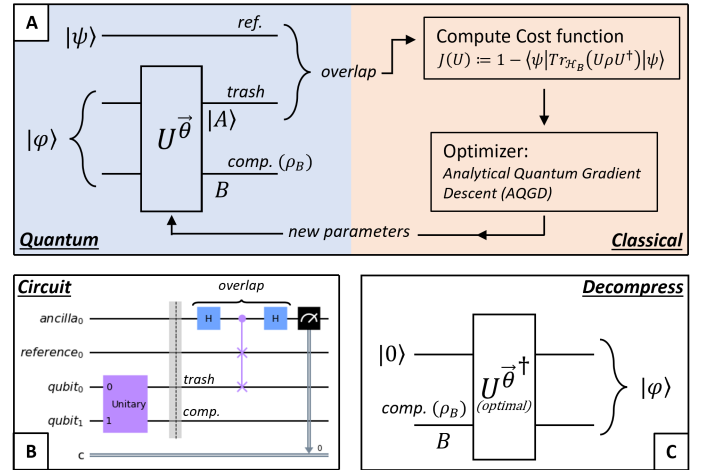 A
|ψ⟩
ref.
overlap
Compute Cost function
J(U) ≔ 1 − ⟨ψ|Tr_{ℋ_B}(UρU†)|ψ⟩
|φ⟩
U^{\vec{θ}}
trash
|A⟩
comp. (ρ_B)
B
Optimizer:
Analytical Quantum Gradient
Descent (AQGD)
new parameters
Quantum
Classical
Circuit
overlap
ancilla₀
H
H
reference₀
qubit₀
0
trash
Unitary
qubit₁
1
comp.
c
0
B
Decompress
|0⟩
U^{\vec{θ}†}
(optimal)
|φ⟩
comp. (ρ_B)
B
C